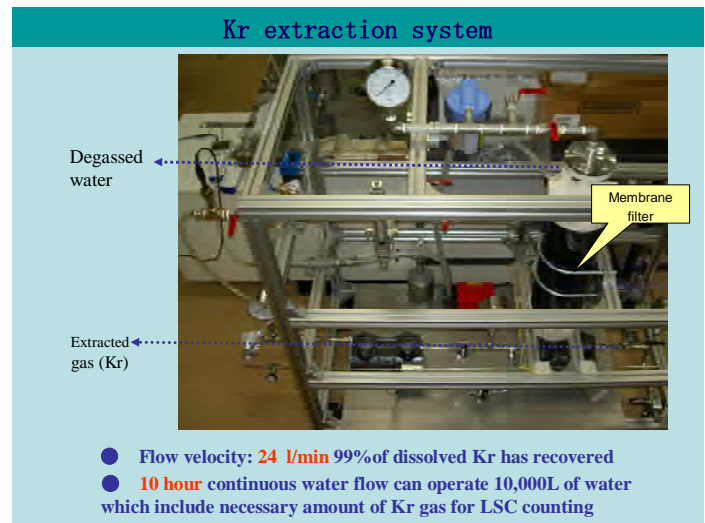 Kr extraction system
Degassed
water
Membrane
filter
Extracted
gas (Kr)
● Flow velocity: 24 l/min 99%of dissolved Kr has recovered
● 10 hour continuous water flow can operate 10,000L of water
which include necessary amount of Kr gas for LSC counting